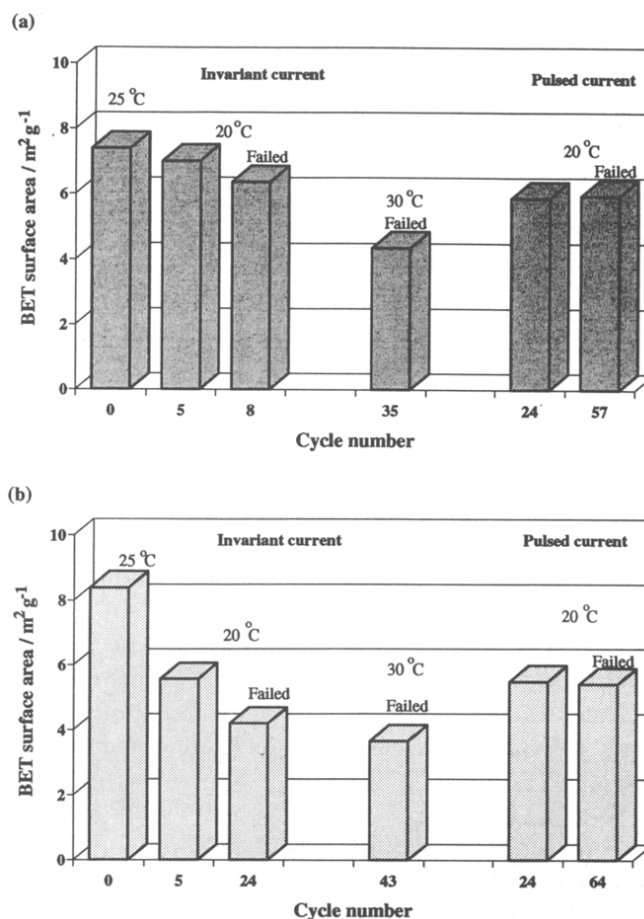 (a)
10
Invariant current
Pulsed current
25 °C
8
20 °C
20 °C
Failed
Failed
6
30 °C
Failed
4
2
0
BET surface area / m² g⁻¹
0 5 8 35 24 57
Cycle number
(b)
10
Invariant current
Pulsed current
25 °C
8
20 °C
20 °C
6
30 °C
Failed
Failed
Failed
4
2
0
BET surface area / m² g⁻¹
0 5 24 43 24 64
Cycle number